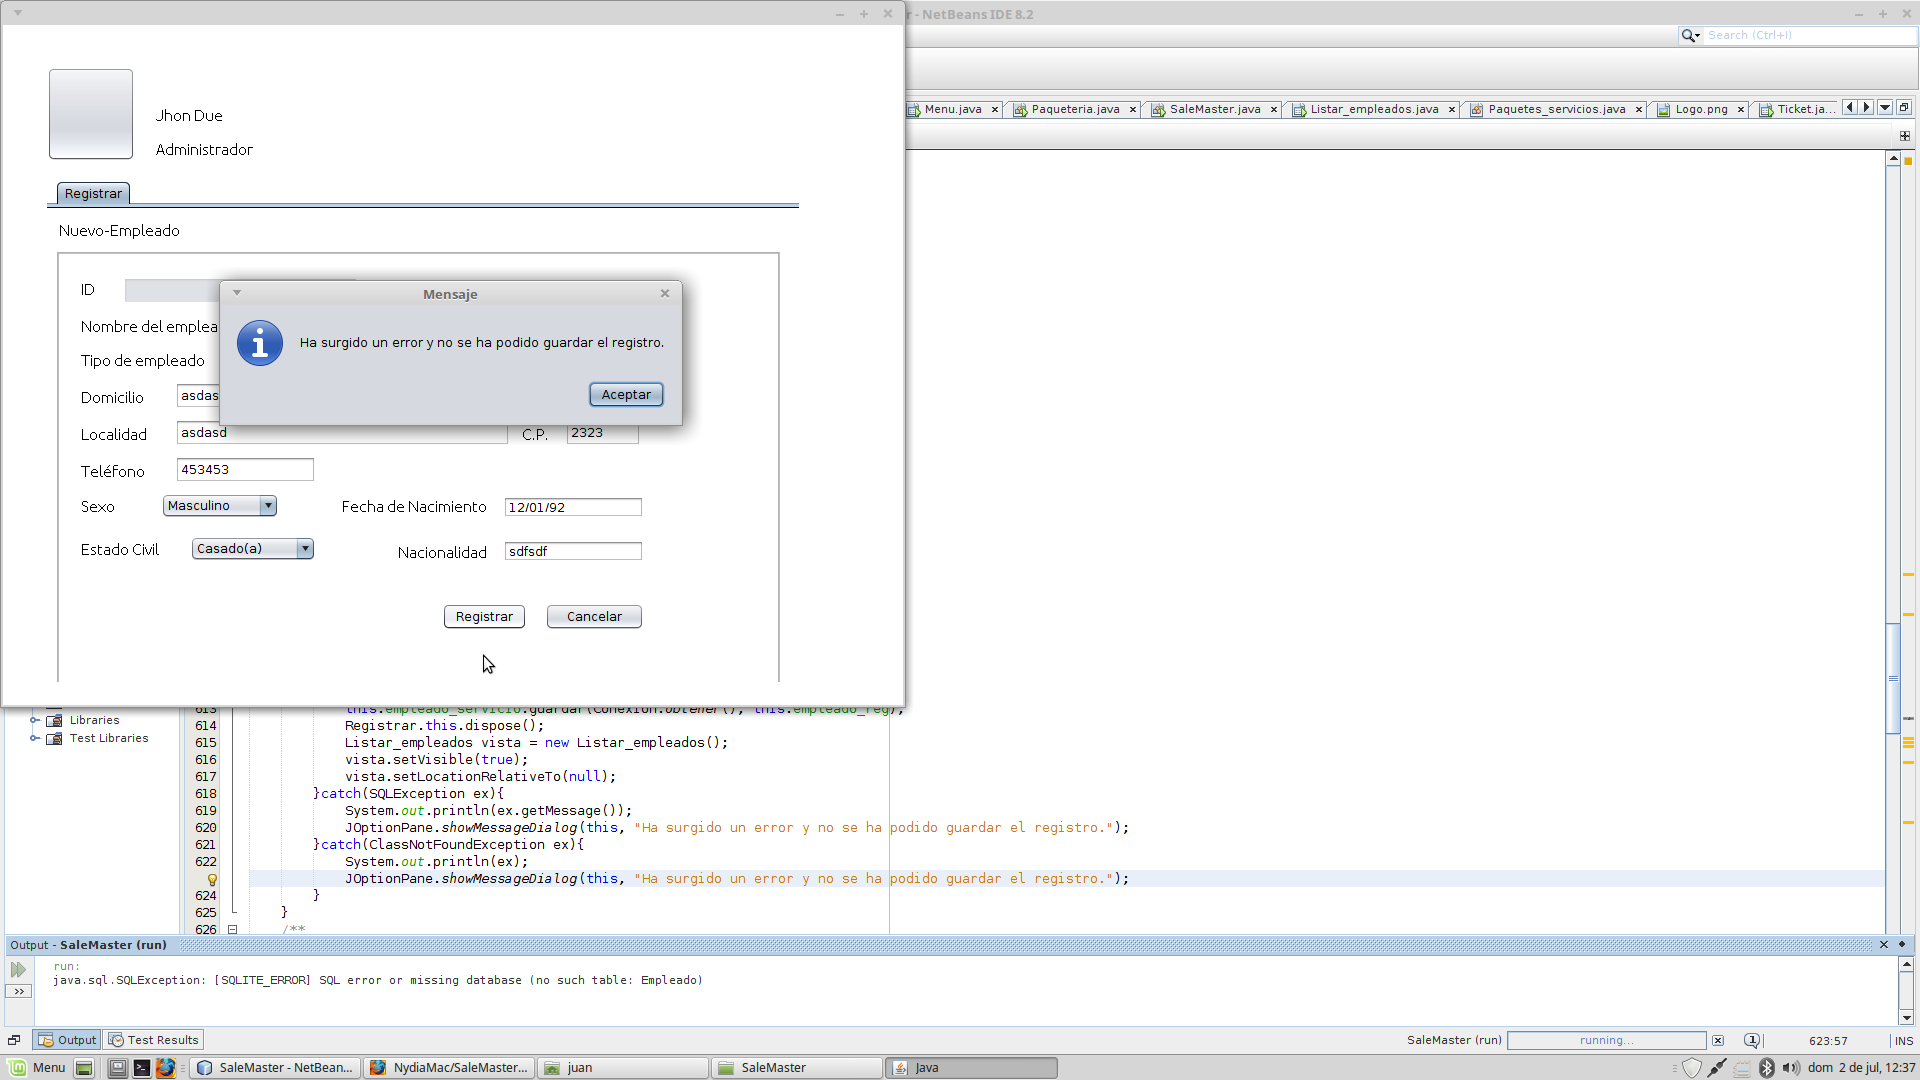 r - NetBeans IDE 8.2
Search (Ctrl+I)
Jhon Due
Administrador
Menu.java
Paqueteria.java
SaleMaster.java
Listar_empleados.java
Paquetes_servicios.java
Logo.png
Ticket.ja...
Registrar
Nuevo-Empleado
ID
Nombre del emplea
Tipo de empleado
Mensaje
Ha surgido un error y no se ha podido guardar el registro.
Aceptar
Domicilio asdas
Localidad asdasd C.P. 2323
Teléfono 453453
Sexo Masculino Fecha de Nacimiento 12/01/92
Estado Civil Casado(a) Nacionalidad sdfsdf
Registrar Cancelar
Libraries
Test Libraries
613 this.empleado_servicio.guardar(Conexion.obtener(), this.empleado_reg);
614 Registrar.this.dispose();
615 Listar_empleados vista = new Listar_empleados();
616 vista.setVisible(true);
617 vista.setLocationRelativeTo(null);
618 }catch(SQLException ex){
619 System.out.println(ex.getMessage());
620 JOptionPane.showMessageDialog(this, "Ha surgido un error y no se ha podido guardar el registro.");
621 }catch(ClassNotFoundException ex){
622 System.out.println(ex);
JOptionPane.showMessageDialog(this, "Ha surgido un error y no se ha podido guardar el registro.");
624 }
625 }
626 /**
Output - SaleMaster (run)
run:
java.sql.SQLException: [SQLITE_ERROR] SQL error or missing database (no such table: Empleado)
>>
Output Test Results
SaleMaster (run) running... 623:57 INS
Menu
SaleMaster - NetBean...
NydiaMac/SaleMaster...
juan
SaleMaster
Java
dom 2 de jul, 12:37